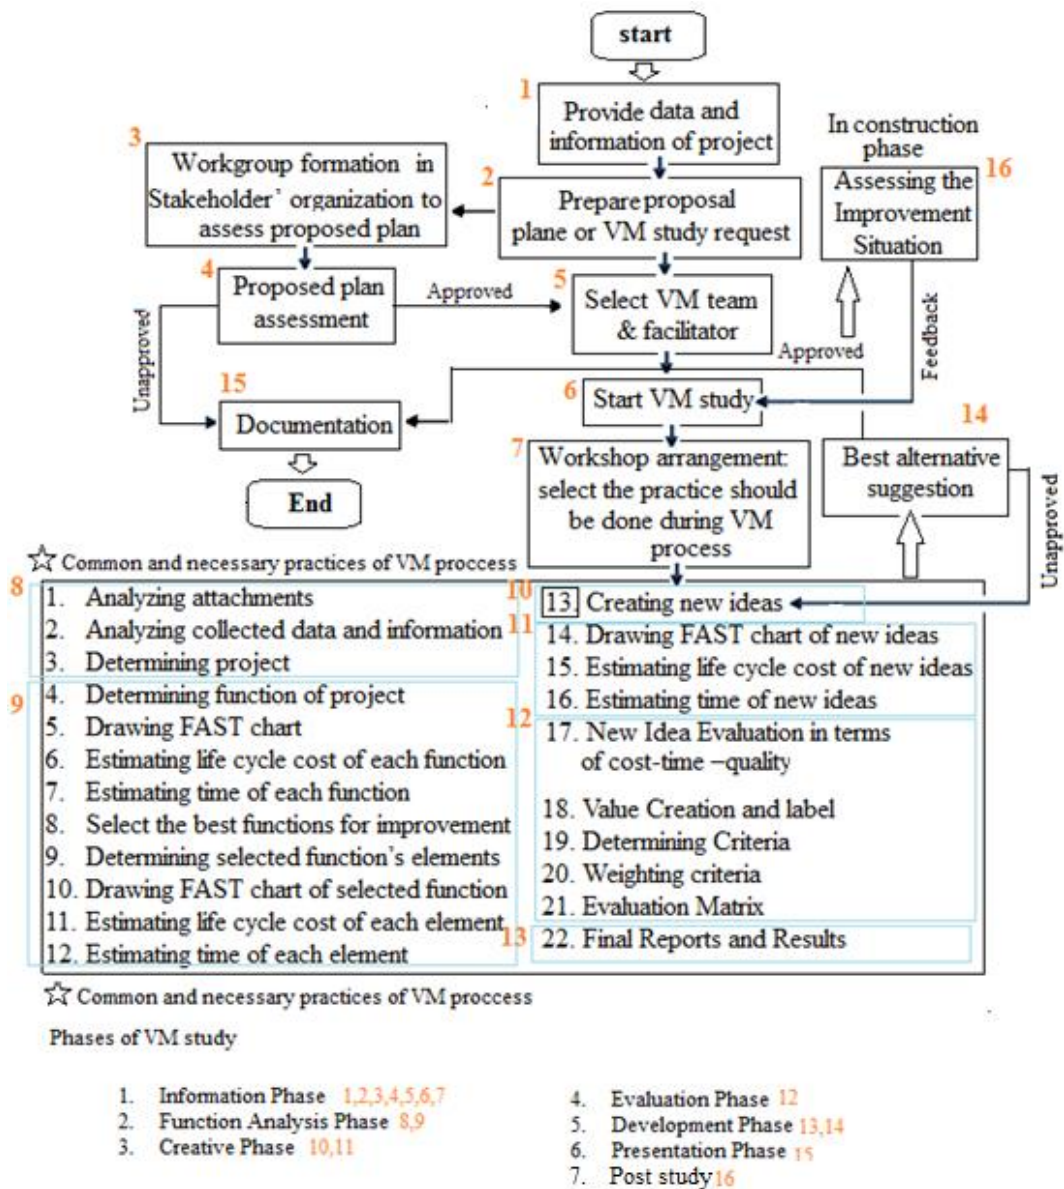 start
1
Provide data and
information of project
3
Workgroup formation in
Stakeholder’ organization to
assess proposed plan
2
Prepare proposal
plane or VM study request
In construction
phase
16
Assessing the
Improvement
Situation
4
Proposed plan
assessment
Approved
5
Select VM team
& facilitator
Unapproved
Approved
Feedback
15
Documentation
6
Start VM study
End
7
Workshop arrangement:
select the practice should
be done during VM
process
14
Best alternative
suggestion
Unapproved
☆ Common and necessary practices of VM proccess
8
1. Analyzing attachments
2. Analyzing collected data and information
3. Determining project
9
4. Determining function of project
5. Drawing FAST chart
6. Estimating life cycle cost of each function
7. Estimating time of each function
8. Select the best functions for improvement
9. Determining selected function’s elements
10. Drawing FAST chart of selected function
11. Estimating life cycle cost of each element
12. Estimating time of each element
10
13. Creating new ideas
11
14. Drawing FAST chart of new ideas
15. Estimating life cycle cost of new ideas
16. Estimating time of new ideas
12
17. New Idea Evaluation in terms
of cost-time –quality
18. Value Creation and label
19. Determining Criteria
20. Weighting criteria
21. Evaluation Matrix
13
22. Final Reports and Results
☆ Common and necessary practices of VM proccess
Phases of VM study
1. Information Phase 1,2,3,4,5,6,7
2. Function Analysis Phase 8,9
3. Creative Phase 10,11
4. Evaluation Phase 12
5. Development Phase 13,14
6. Presentation Phase 15
7. Post study 16